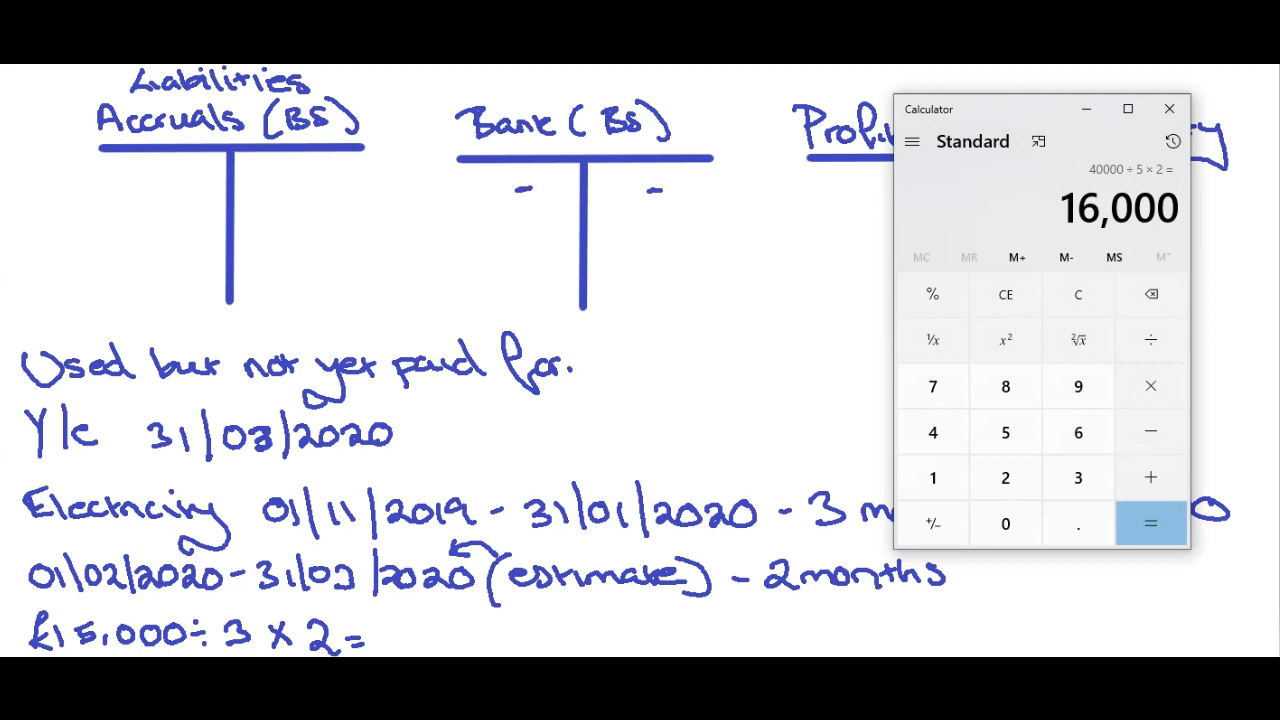 Liabilities
Accruals (BS)
Bank (BS)
- -
Calculator
Standard
40000 ÷ 5 × 2 =
16,000
MC MR M+ M- MS M˅
% CE C
¹/x x² ²√x ÷
7 8 9 ×
4 5 6 −
1 2 3 +
+/− 0 . =
Used but not yet paid for.
Y/e 31/03/2020
Electricity 01/11/2019 - 31/01/2020 - 3
01/02/2020 - 31/03/2020 (estimate) - 2 months
£15,000 ÷ 3 × 2 =